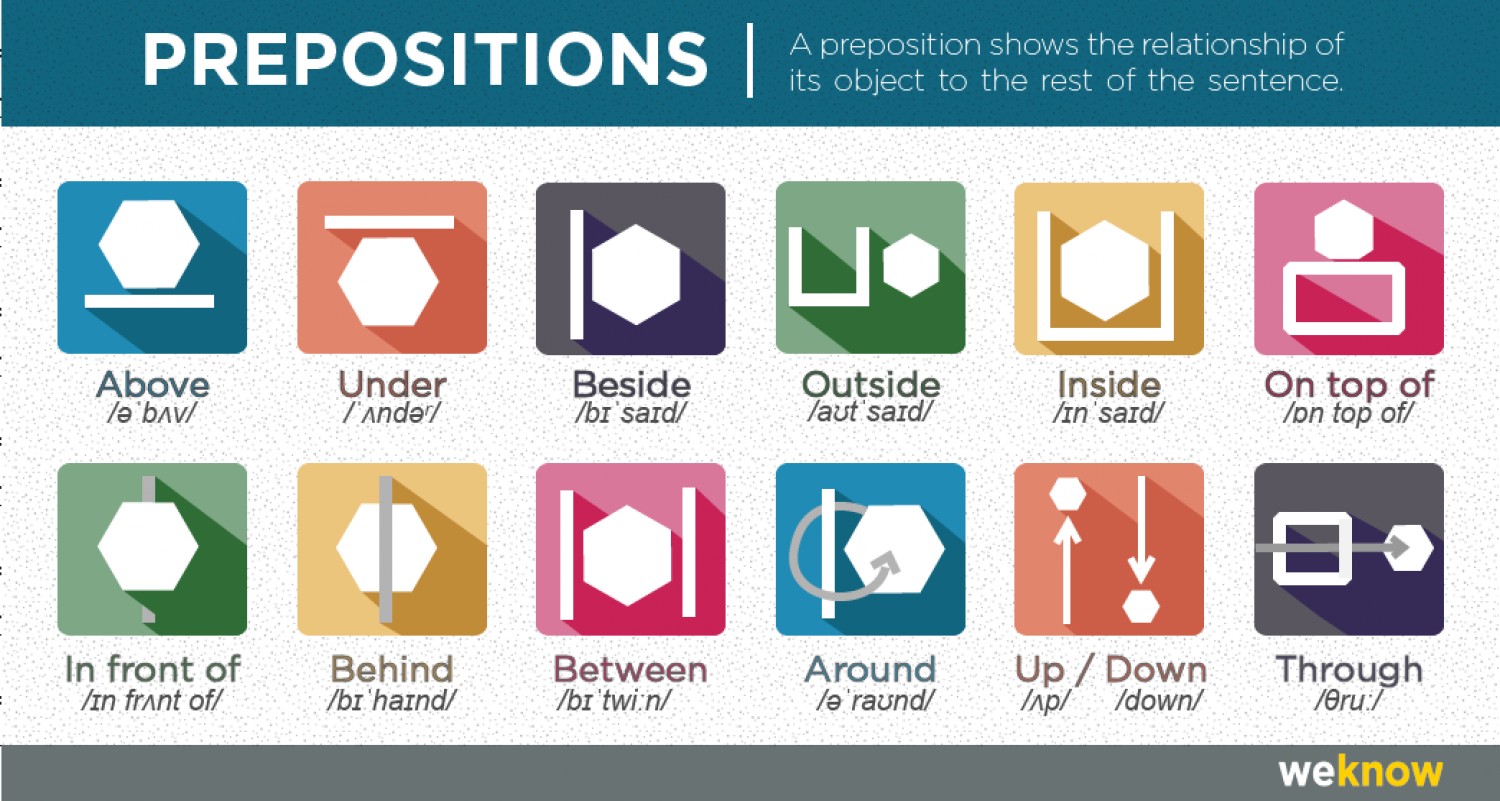 PREPOSITIONS
A preposition shows the relationship of
its object to the rest of the sentence.
Above Under Beside Outside Inside On top of
/əˈbʌv/ /ˈʌndəʳ/ /bɪˈsaɪd/ /aʊtˈsaɪd/ /ɪnˈsaɪd/ /ɒn top of/
In front of Behind Between Around Up / Down Through
/ɪn frʌnt of/ /bɪˈhaɪnd/ /bɪˈtwiːn/ /əˈraʊnd/ /ʌp/ /down/ /θruː/
weknow